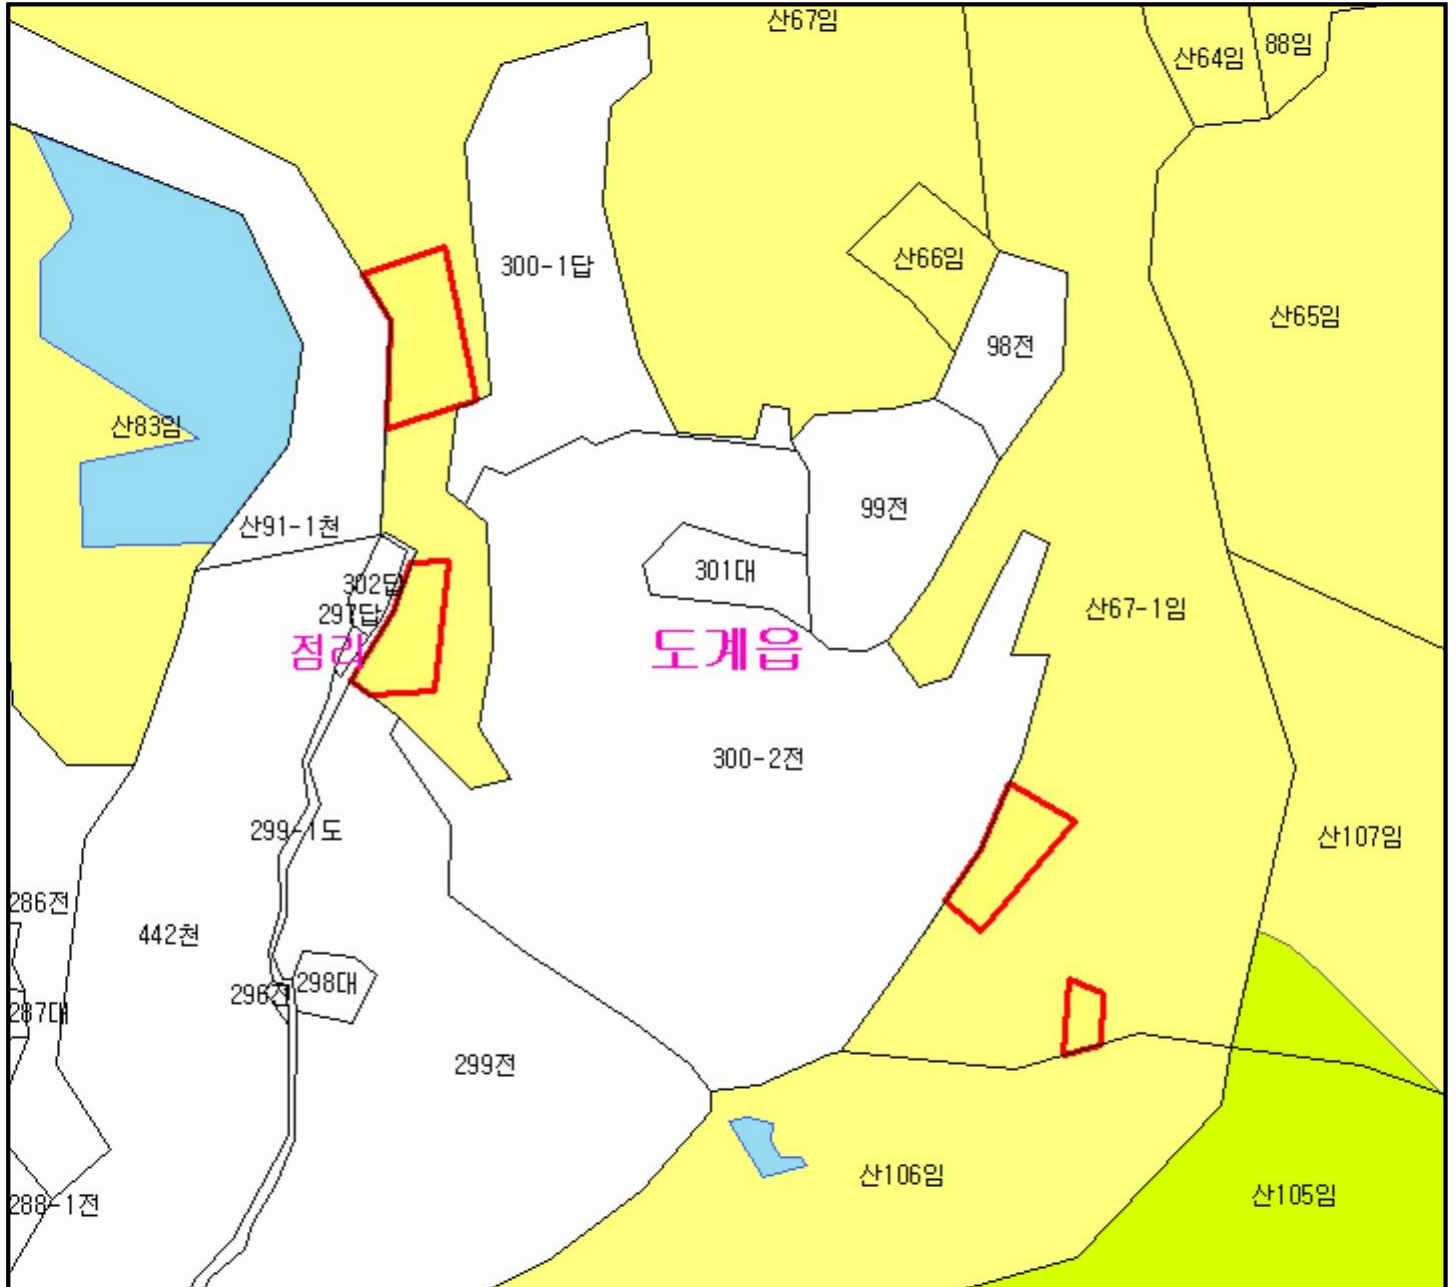 산67임
88임
산64임
300-1답
산66임
산65임
98전
산83임
99전
산91-1천
301대
302답
297답
산67-1임
점리
도계읍
300-2전
299-1도
산107임
286전
442천
298대
296전
287대
299전
산106임
산105임
288-1전